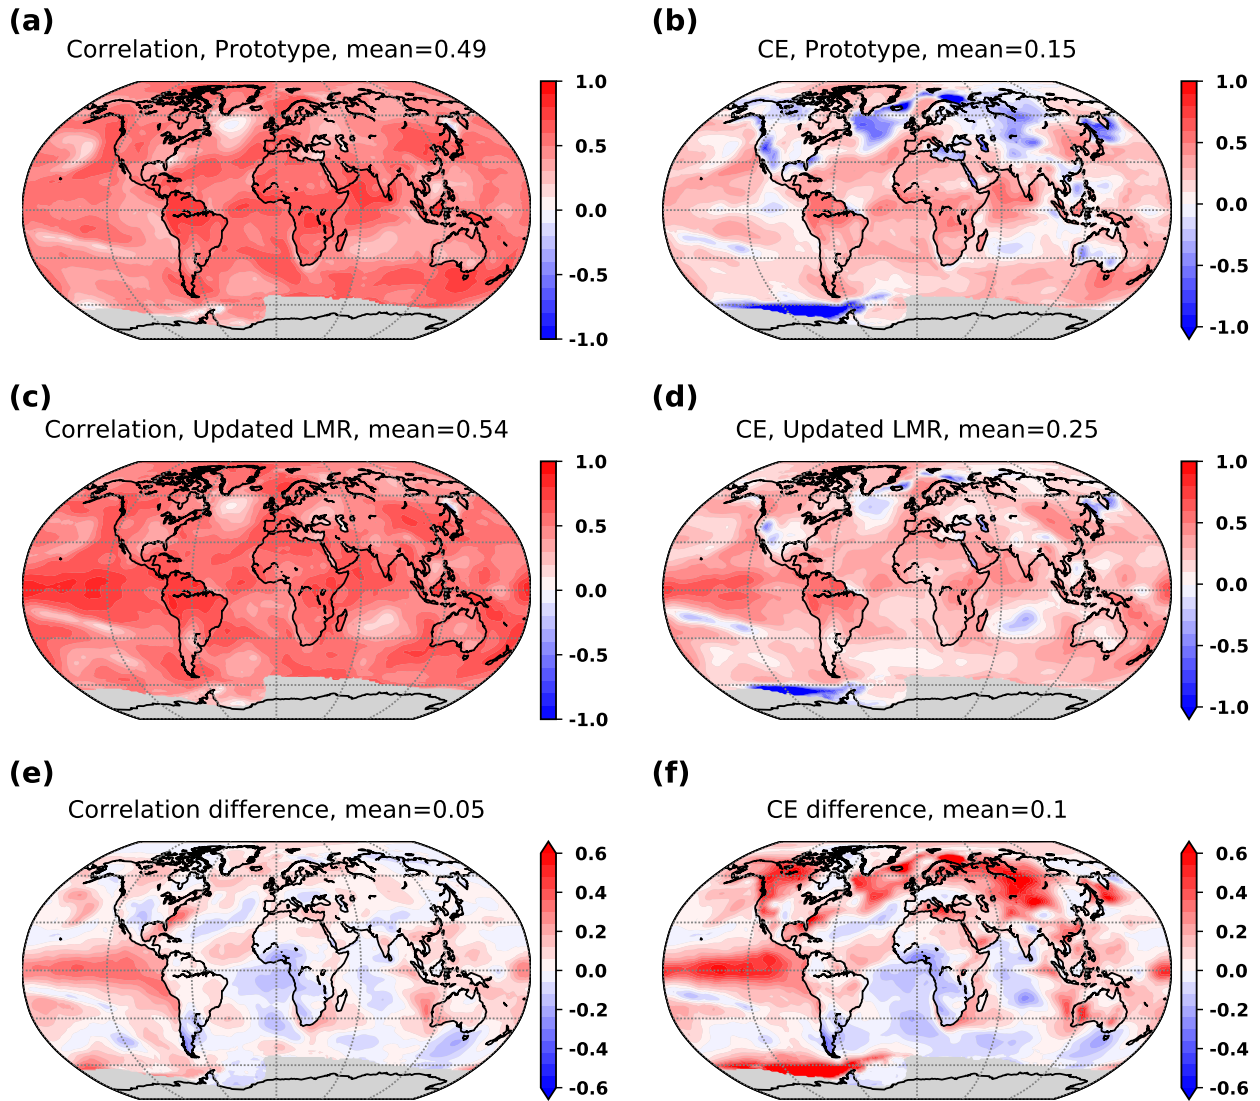 (a)
Correlation, Prototype, mean=0.49
1.0
0.5
0.0
-0.5
-1.0
(b)
CE, Prototype, mean=0.15
1.0
0.5
0.0
-0.5
-1.0
(c)
Correlation, Updated LMR, mean=0.54
1.0
0.5
0.0
-0.5
-1.0
(d)
CE, Updated LMR, mean=0.25
1.0
0.5
0.0
-0.5
-1.0
(e)
Correlation difference, mean=0.05
0.6
0.4
0.2
0.0
-0.2
-0.4
-0.6
(f)
CE difference, mean=0.1
0.6
0.4
0.2
0.0
-0.2
-0.4
-0.6